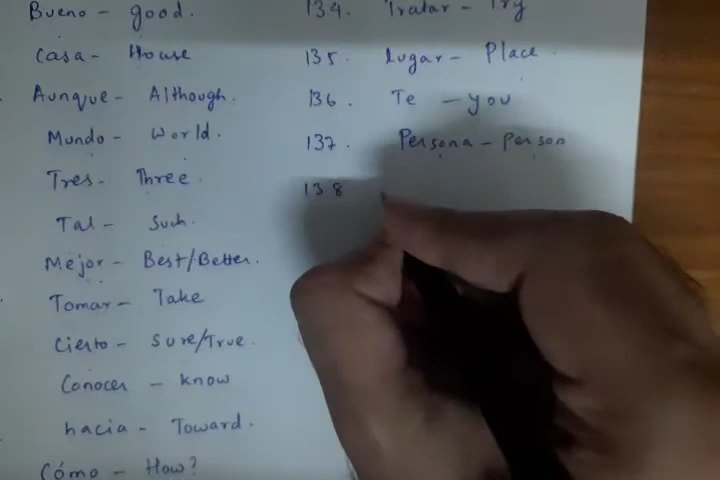 Bueno - good.
Casa - House
Aunque - Although.
Mundo - World.
Tres - Three.
Tal - Such.
Mejor - Best/Better.
Tomar - Take
Cierto - Sure/True.
Conocer - know
hacia - Toward.
Cómo - How?
134. Tratar - Try
135. Lugar - Place.
136. Te - you
137. Persona - person
138